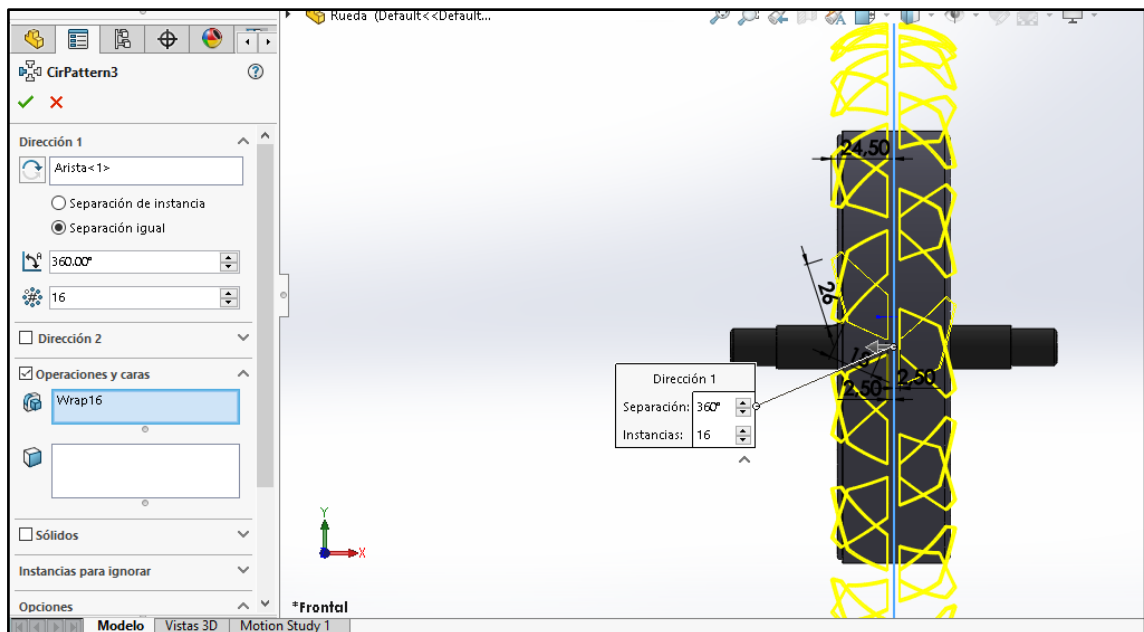 Rueda (Default<<Default...
CirPattern3
Dirección 1
Arista<1>
Separación de instancia
Separación igual
360.00°
16
Dirección 2
Operaciones y caras
Wrap16
Sólidos
Instancias para ignorar
Opciones
24,50
26
15
2,50
2,50
Dirección 1
Separación: 360°
Instancias: 16
Y
X
*Frontal
Modelo Vistas 3D Motion Study 1